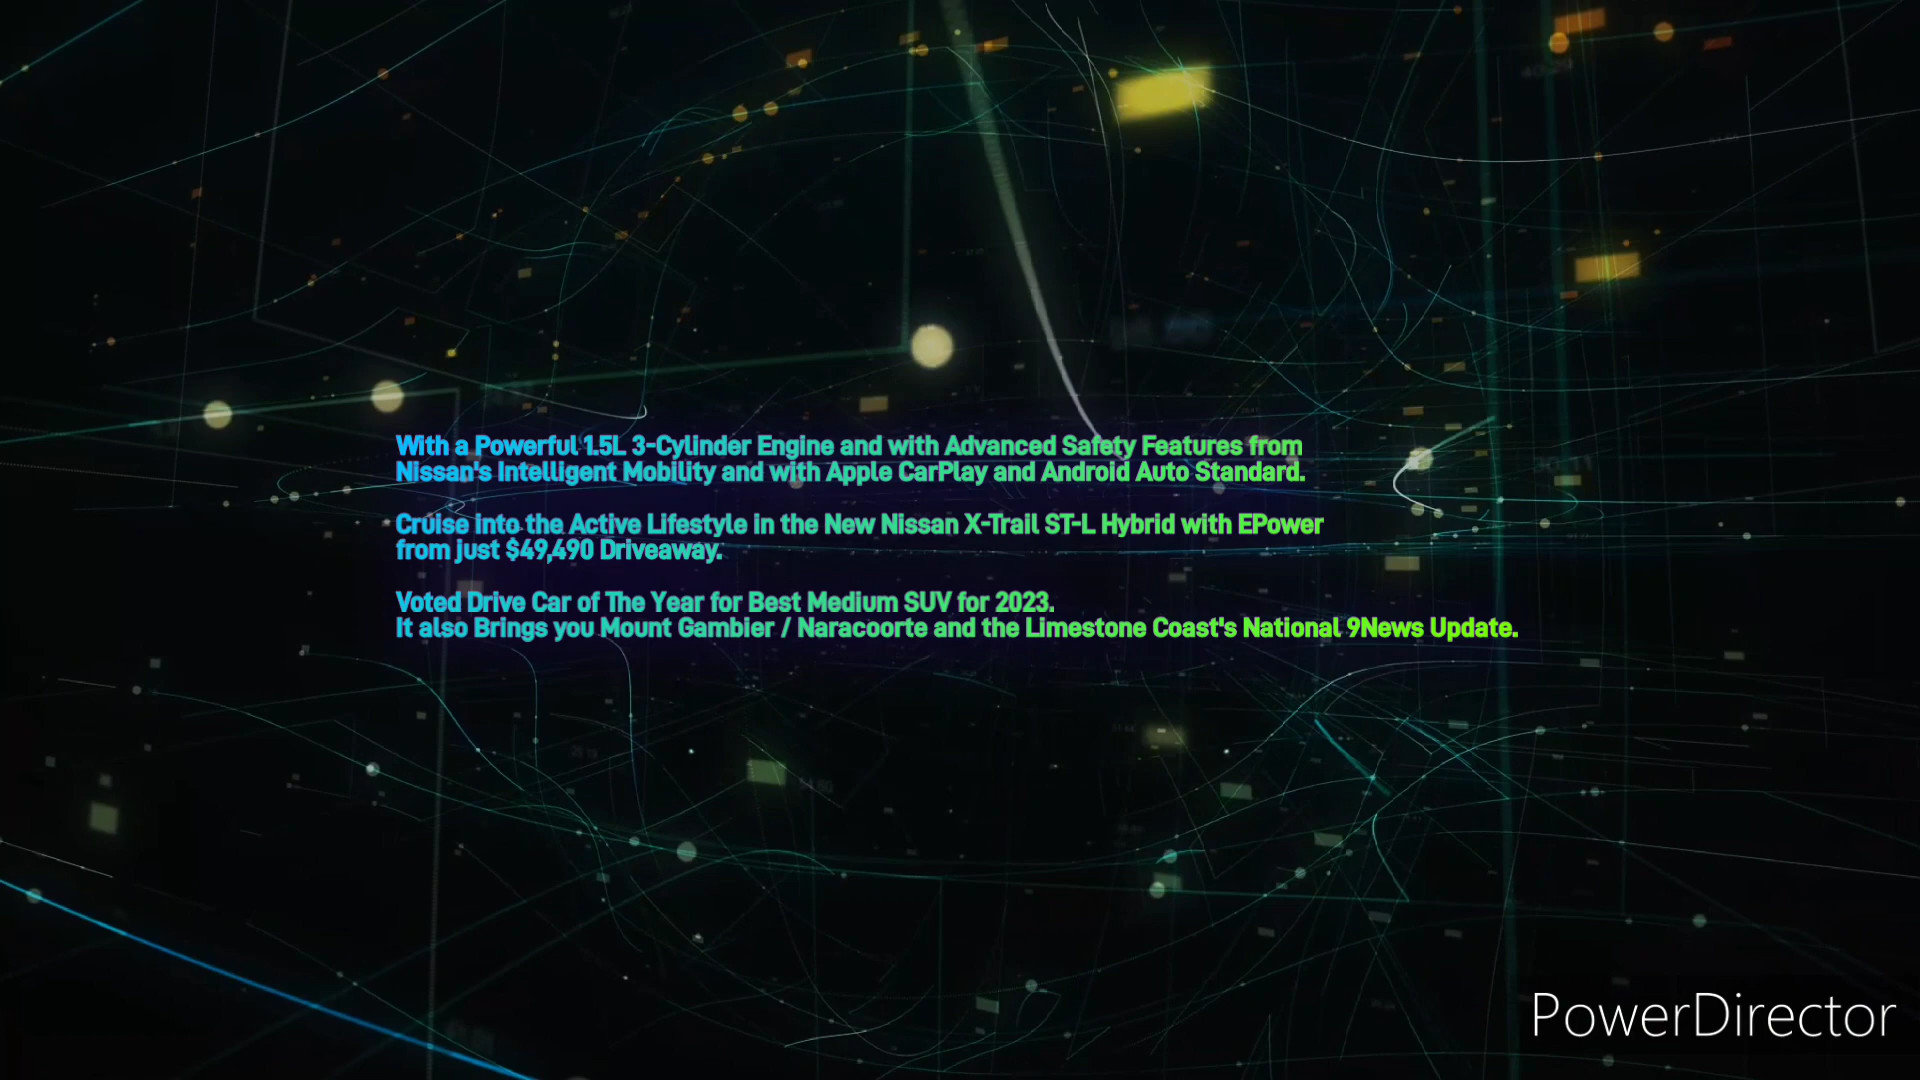 With a Powerful 1.5L 3-Cylinder Engine and with Advanced Safety Features from
Nissan's Intelligent Mobility and with Apple CarPlay and Android Auto Standard.
Cruise into the Active Lifestyle in the New Nissan X-Trail ST-L Hybrid with EPower
from just $49,490 Driveaway.
Voted Drive Car of The Year for Best Medium SUV for 2023.
It also Brings you Mount Gambier / Naracoorte and the Limestone Coast's National 9News Update.
PowerDirector